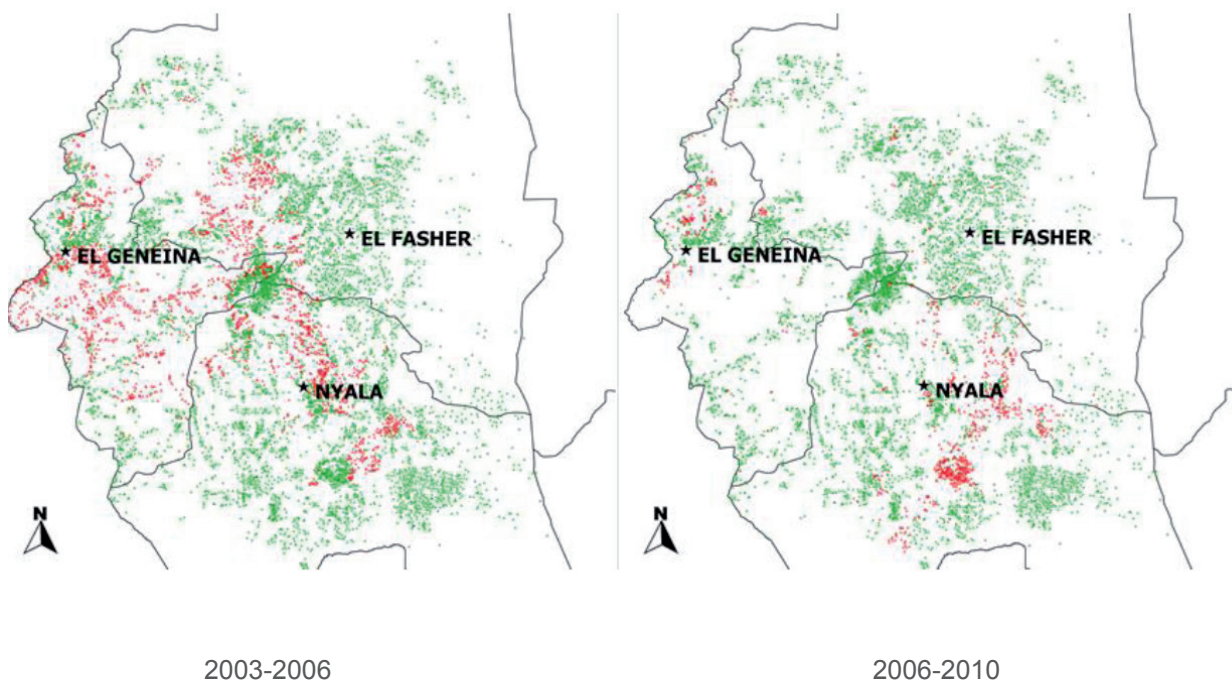 EL FASHER
EL GENEINA
NYALA
N
EL FASHER
EL GENEINA
NYALA
N
2003-2006
2006-2010